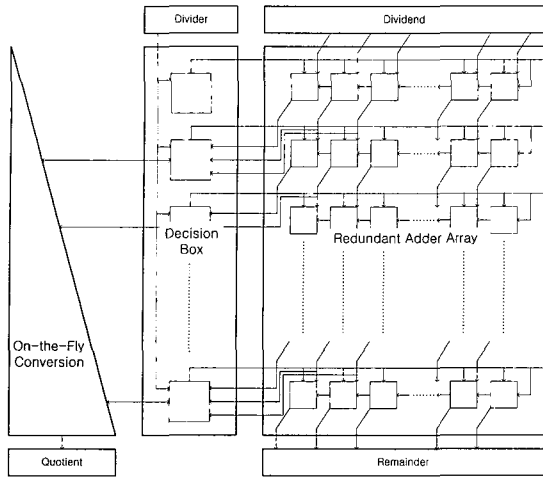 Divider
Dividend
Decision
Box
Redundant Adder Array
On-the-Fly
Conversion
Quotient
Remainder